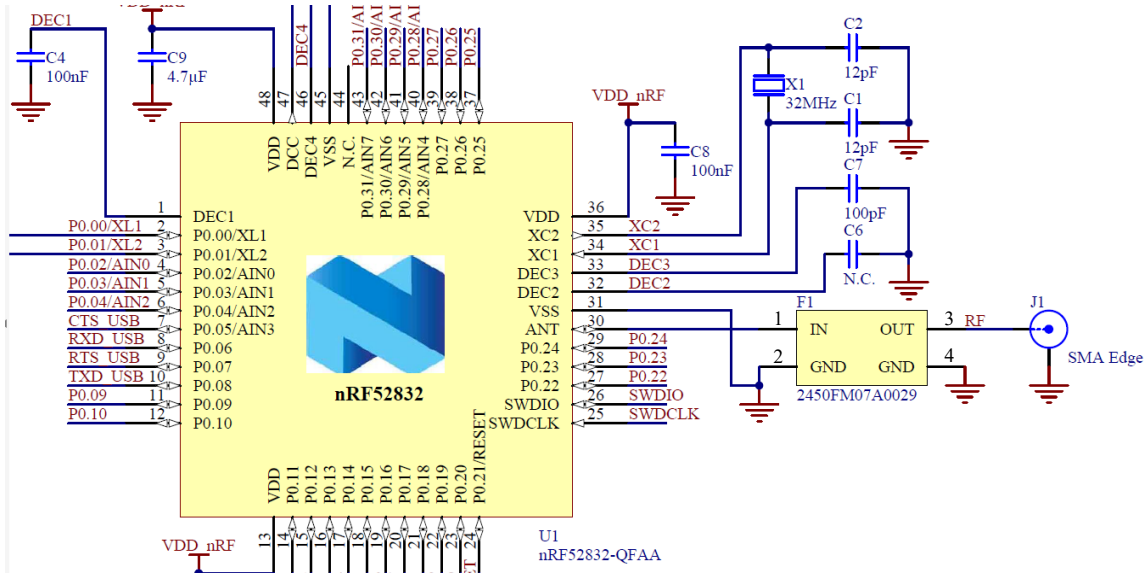 DEC1
VDD_nRF
C4
100nF
C9
4.7µF
DEC4
P0.31/AI
P0.30/AI
P0.29/AI
P0.28/AI
P0.27
P0.26
P0.25
48
47
46
45
44
43
42
41
40
39
38
37
VDD
DCC
DEC4
VSS
N.C.
P0.31/AIN7
P0.30/AIN6
P0.29/AIN5
P0.28/AIN4
P0.27
P0.26
P0.25
P0.00/XL1
P0.01/XL2
P0.02/AIN0
P0.03/AIN1
P0.04/AIN2
CTS_USB
RXD_USB
RTS_USB
TXD_USB
P0.09
P0.10
1
2
3
4
5
6
7
8
9
10
11
12
DEC1
P0.00/XL1
P0.01/XL2
P0.02/AIN0
P0.03/AIN1
P0.04/AIN2
P0.05/AIN3
P0.06
P0.07
P0.08
P0.09
P0.10
nRF52832
VDD
XC2
XC1
DEC3
DEC2
VSS
ANT
P0.24
P0.23
P0.22
SWDIO
SWDCLK
36
35
34
33
32
31
30
29
28
27
26
25
XC2
XC1
DEC3
DEC2
P0.24
P0.23
P0.22
SWDIO
SWDCLK
VDD_nRF
C8
100nF
X1
32MHz
C2
12pF
C1
12pF
C7
100pF
C6
N.C.
F1
1
IN
OUT
3
RF
2
GND
GND
4
2450FM07A0029
J1
SMA Edge
VDD
P0.11
P0.12
P0.13
P0.14
P0.15
P0.16
P0.17
P0.18
P0.19
P0.20
P0.21/RESET
13
14
15
16
17
18
19
20
21
22
23
24
VDD_nRF
U1
nRF52832-QFAA